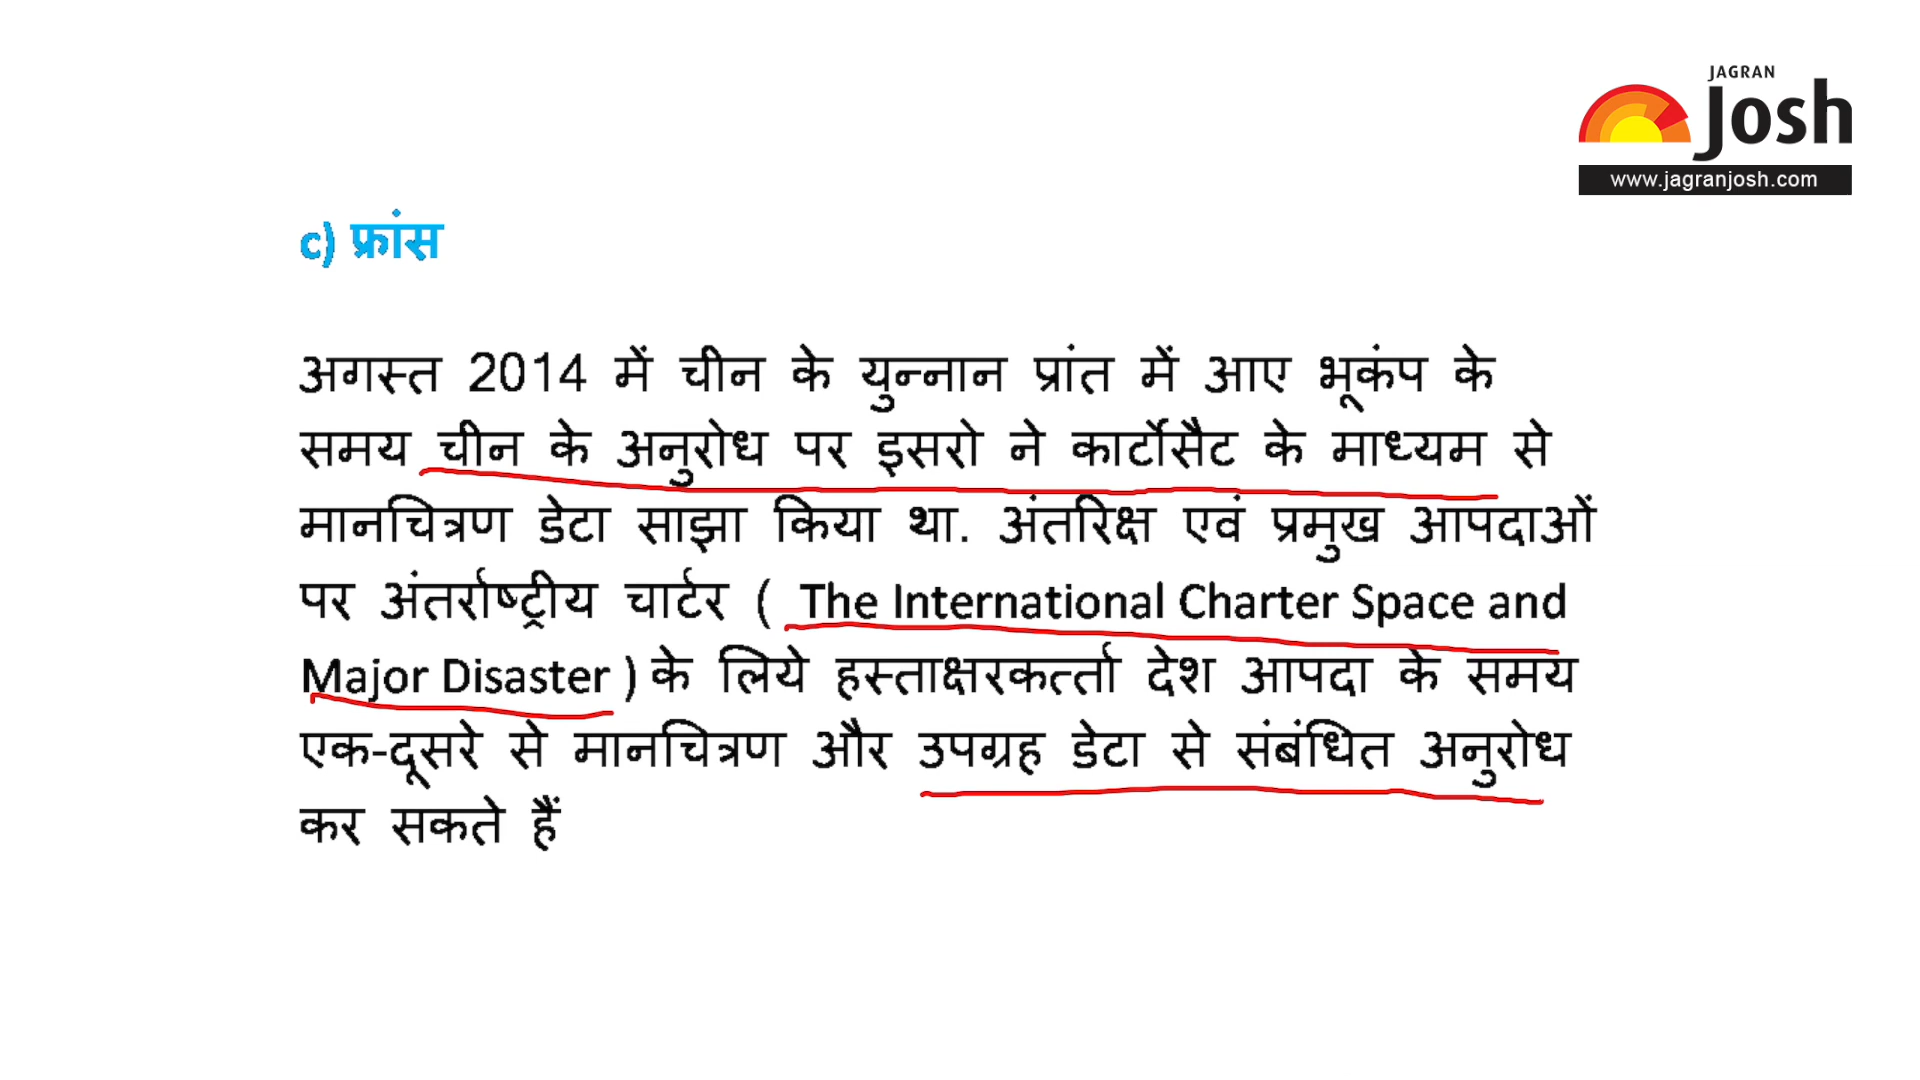 JAGRAN
Josh
www.jagranjosh.com
c) फ्रांस
अगस्त 2014 में चीन के युन्नान प्रांत में आए भूकंप के
समय चीन के अनुरोध पर इसरो ने कार्टोसैट के माध्यम से
मानचित्रण डेटा साझा किया था. अंतरिक्ष एवं प्रमुख आपदाओं
पर अंतर्राष्ट्रीय चार्टर ( The International Charter Space and
Major Disaster ) के लिये हस्ताक्षरकर्त्ता देश आपदा के समय
एक-दूसरे से मानचित्रण और उपग्रह डेटा से संबंधित अनुरोध
कर सकते हैं